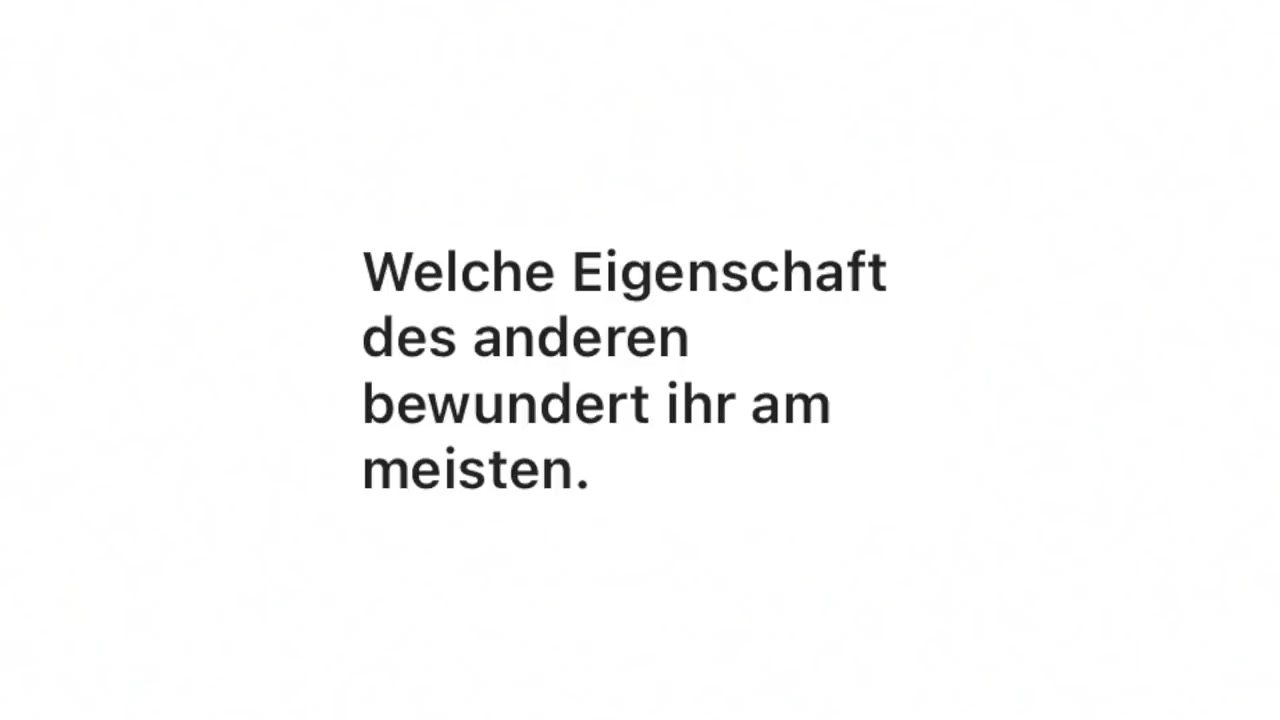 Welche Eigenschaft
des anderen
bewundert ihr am
meisten.